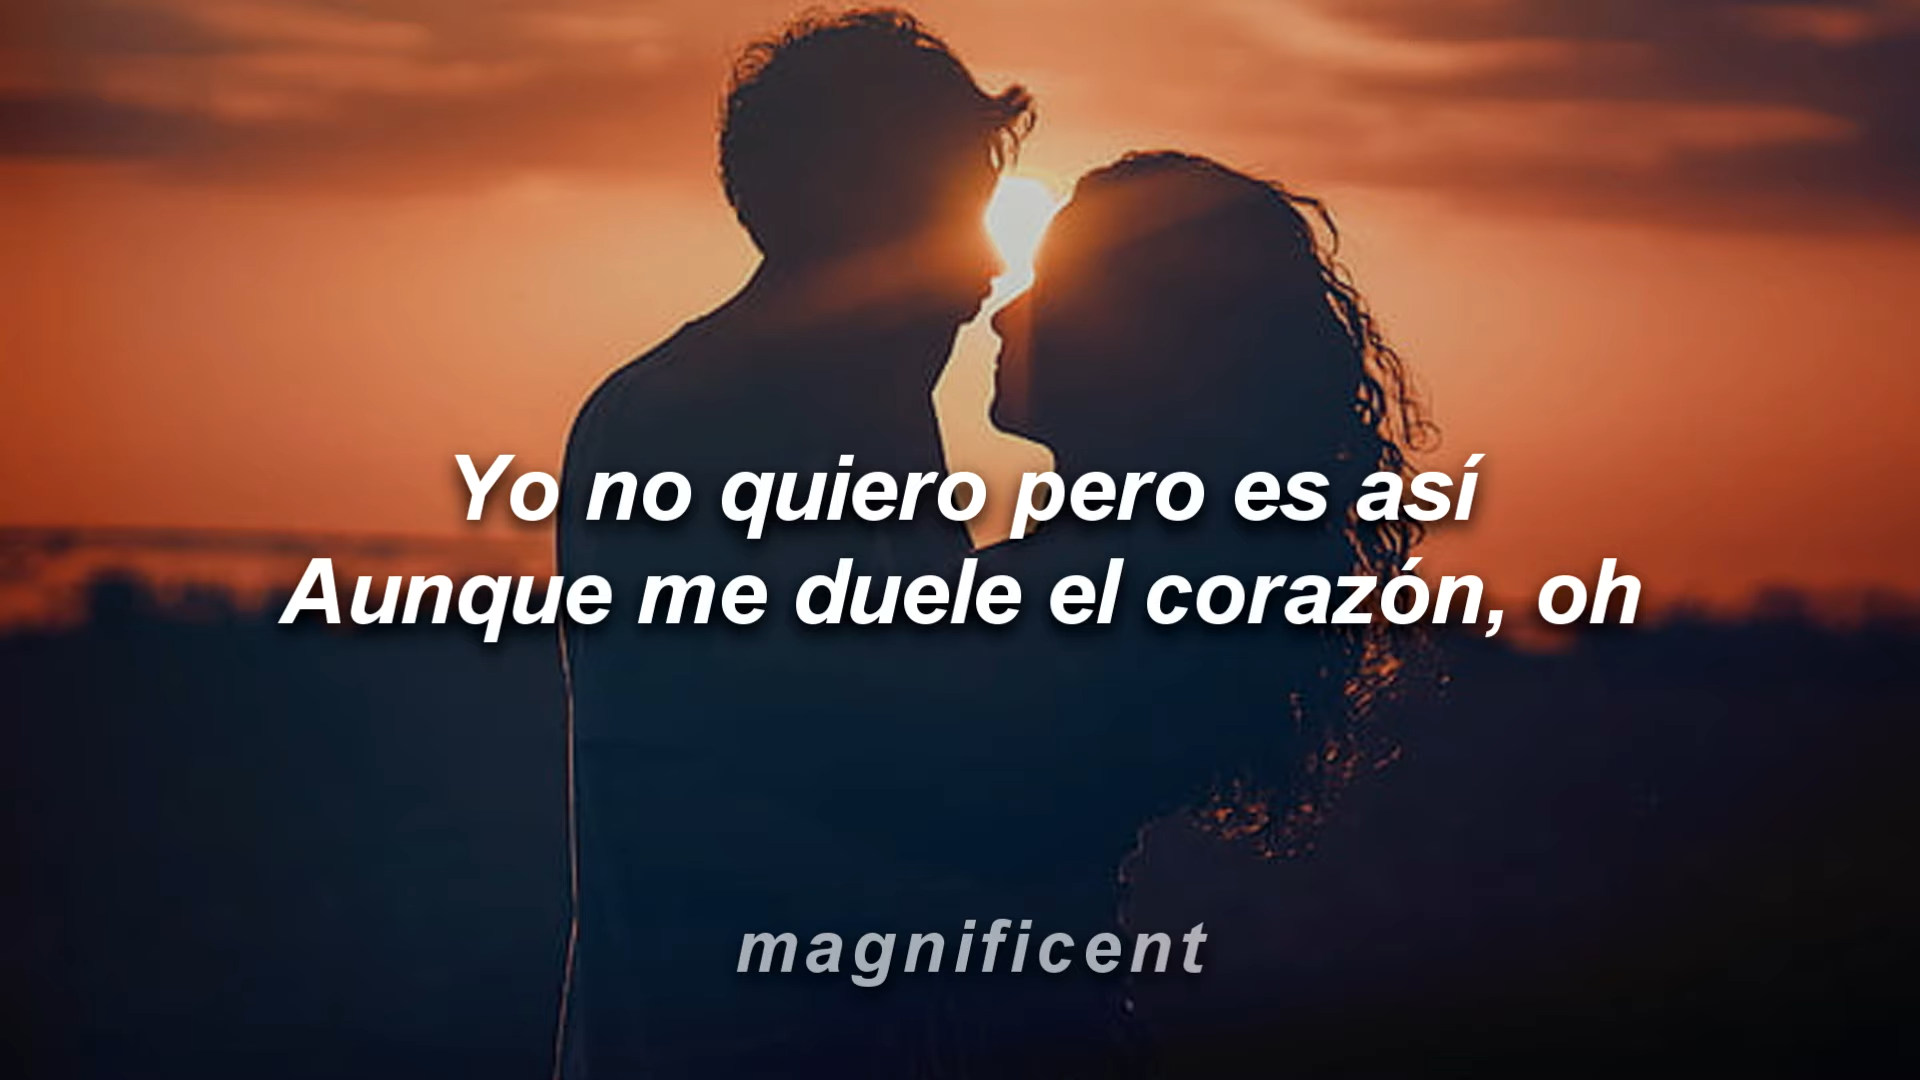 Yo no quiero pero es así
Aunque me duele el corazón, oh
magnificent